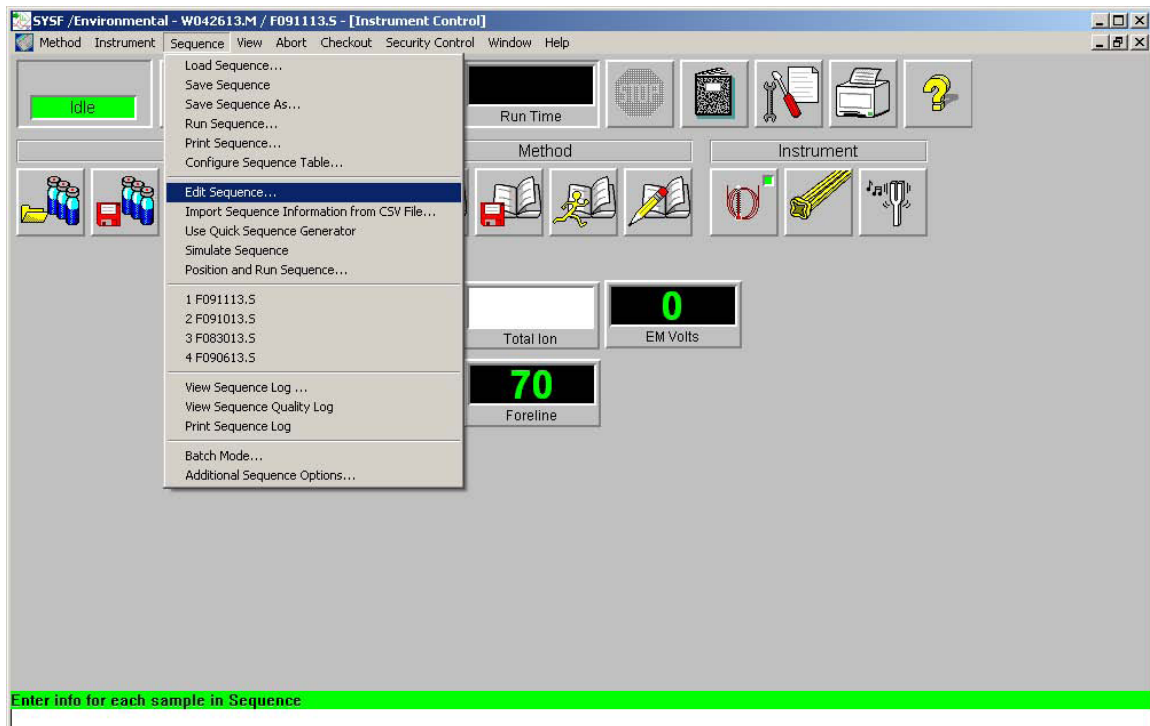 SYSF /Environmental - W042613.M / F091113.S - [Instrument Control]
Method Instrument Sequence View Abort Checkout Security Control Window Help
Load Sequence...
Save Sequence
Save Sequence As...
Run Sequence...
Print Sequence...
Configure Sequence Table...
Edit Sequence...
Import Sequence Information from CSV File...
Use Quick Sequence Generator
Simulate Sequence
Position and Run Sequence...
1 F091113.S
2 F091013.S
3 F083013.S
4 F090613.S
View Sequence Log ...
View Sequence Quality Log
Print Sequence Log
Batch Mode...
Additional Sequence Options...
Idle
Run Time
STOP
Method
Instrument
Total Ion
0
EM Volts
70
Foreline
Enter info for each sample in Sequence